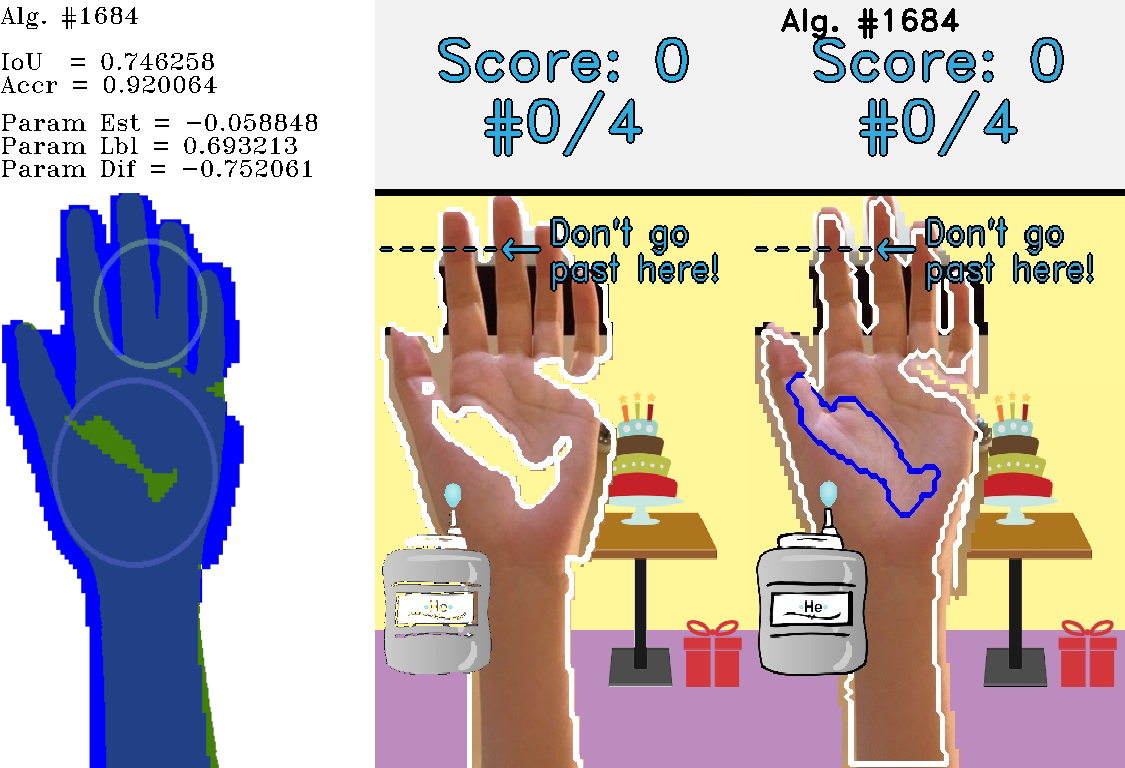 Alg. #1684
IoU = 0.746258
Accr = 0.920064
Param Est = −0.058848
Param Lbl = 0.693213
Param Dif = −0.752061
Score: 0
#0/4
Don't go
past here!
He
Alg. #1684
Score: 0
#0/4
Don't go
past here!
He